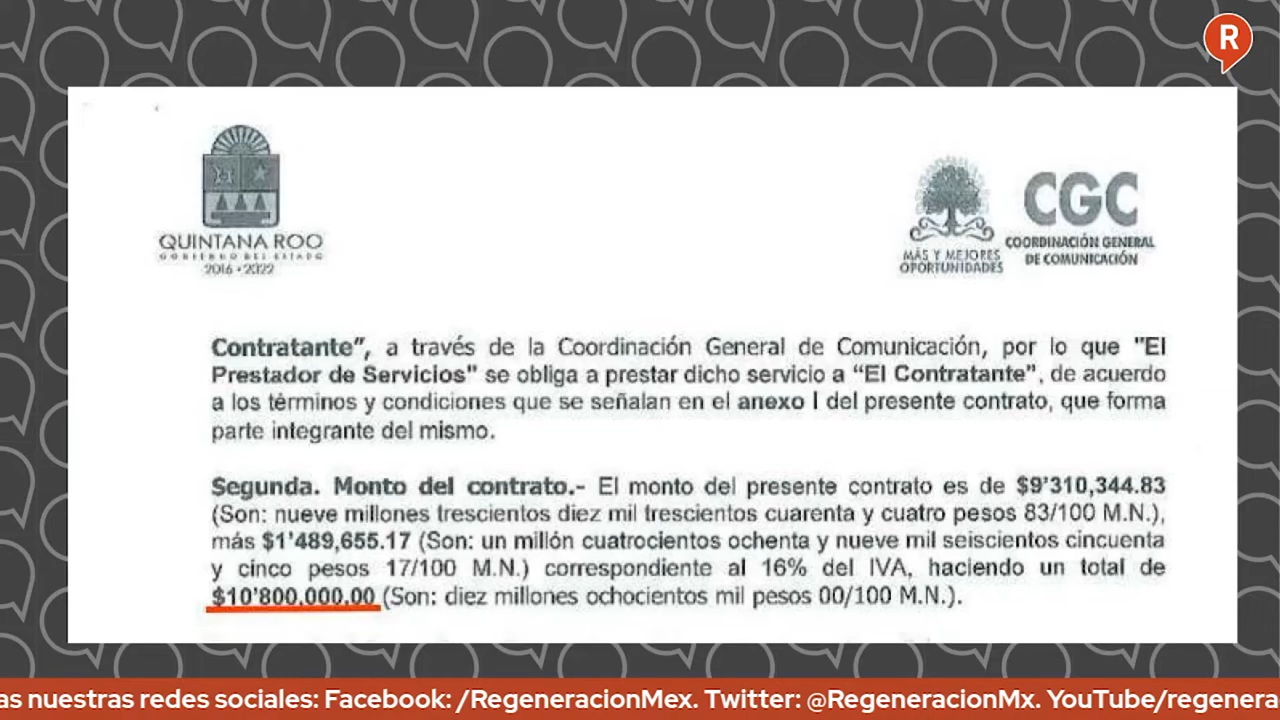 R
QUINTANA ROO
GOBIERNO DEL ESTADO
2016 • 2022
MÁS Y MEJORES
OPORTUNIDADES
CGC
COORDINACIÓN GENERAL
DE COMUNICACIÓN
Contratante”, a través de la Coordinación General de Comunicación, por lo que "El
Prestador de Servicios" se obliga a prestar dicho servicio a “El Contratante”, de acuerdo
a los términos y condiciones que se señalan en el anexo I del presente contrato, que forma
parte integrante del mismo.
Segunda. Monto del contrato.- El monto del presente contrato es de $9’310,344.83
(Son: nueve millones trescientos diez mil trescientos cuarenta y cuatro pesos 83/100 M.N.),
más $1’489,655.17 (Son: un millón cuatrocientos ochenta y nueve mil seiscientos cincuenta
y cinco pesos 17/100 M.N.) correspondiente al 16% del IVA, haciendo un total de
$10’800,000.00 (Son: diez millones ochocientos mil pesos 00/100 M.N.).
as nuestras redes sociales: Facebook: /RegeneracionMex. Twitter: @RegeneracionMx. YouTube/regenera